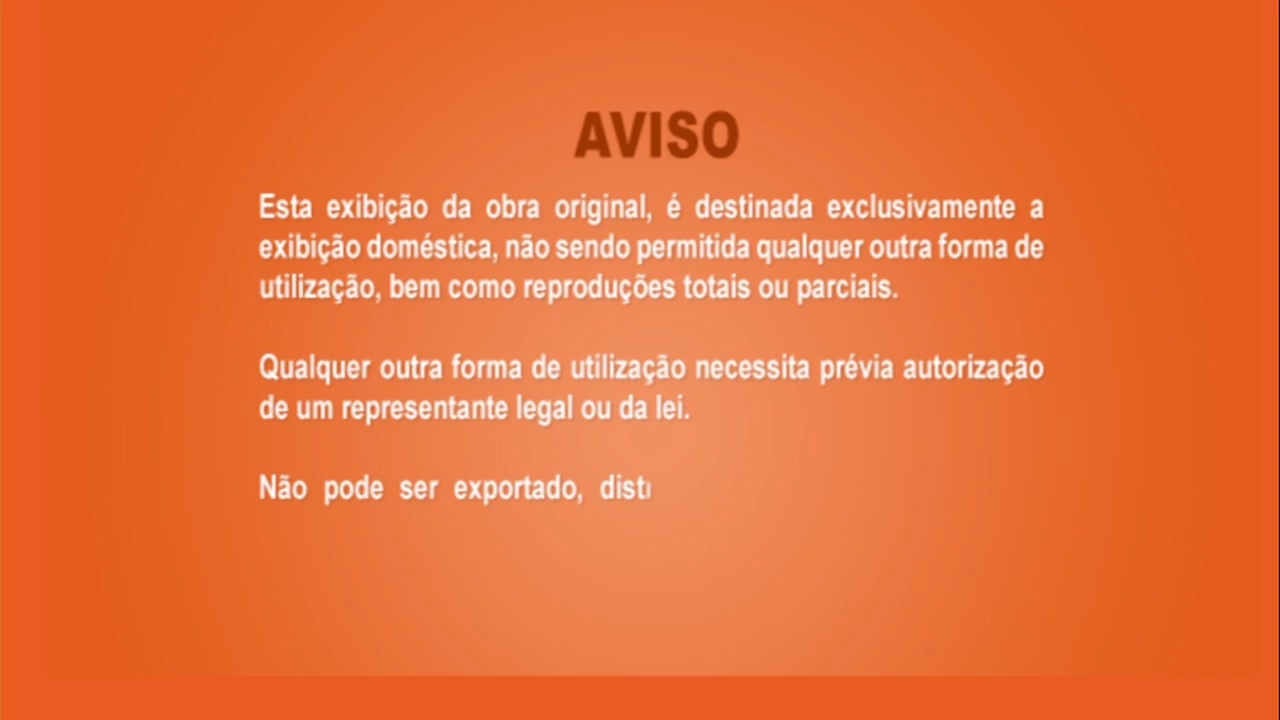 AVISO
Esta exibição da obra original, é destinada exclusivamente a
exibição doméstica, não sendo permitida qualquer outra forma de
utilização, bem como reproduções totais ou parciais.
Qualquer outra forma de utilização necessita prévia autorização
de um representante legal ou da lei.
Não pode ser exportado,